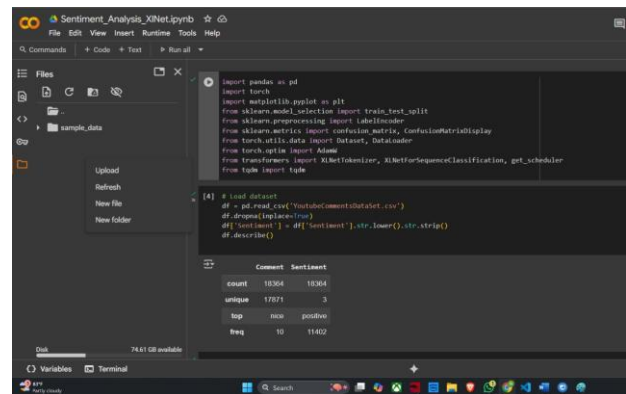 Sentiment_Analysis_XlNet.ipynb
File Edit View Insert Runtime Tools Help
Commands + Code + Text Run all
Files
..
sample_data
Upload
Refresh
New file
New folder
Disk 74.61 GB available
import pandas as pd
import torch
import matplotlib.pyplot as plt
from sklearn.model_selection import train_test_split
from sklearn.preprocessing import LabelEncoder
from sklearn.metrics import confusion_matrix, ConfusionMatrixDisplay
from torch.utils.data import Dataset, DataLoader
from torch.optim import AdamW
from transformers import XLNetTokenizer, XLNetForSequenceClassification, get_scheduler
from tqdm import tqdm
[4] # Load dataset
df = pd.read_csv('YoutubeCommentsDataSet.csv')
df.dropna(inplace=True)
df['Sentiment'] = df['Sentiment'].str.lower().str.strip()
df.describe()
Comment Sentiment
count 18364 18364
unique 17871 3
top nice positive
freq 10 11402
Variables Terminal
Partly cloudy
Search